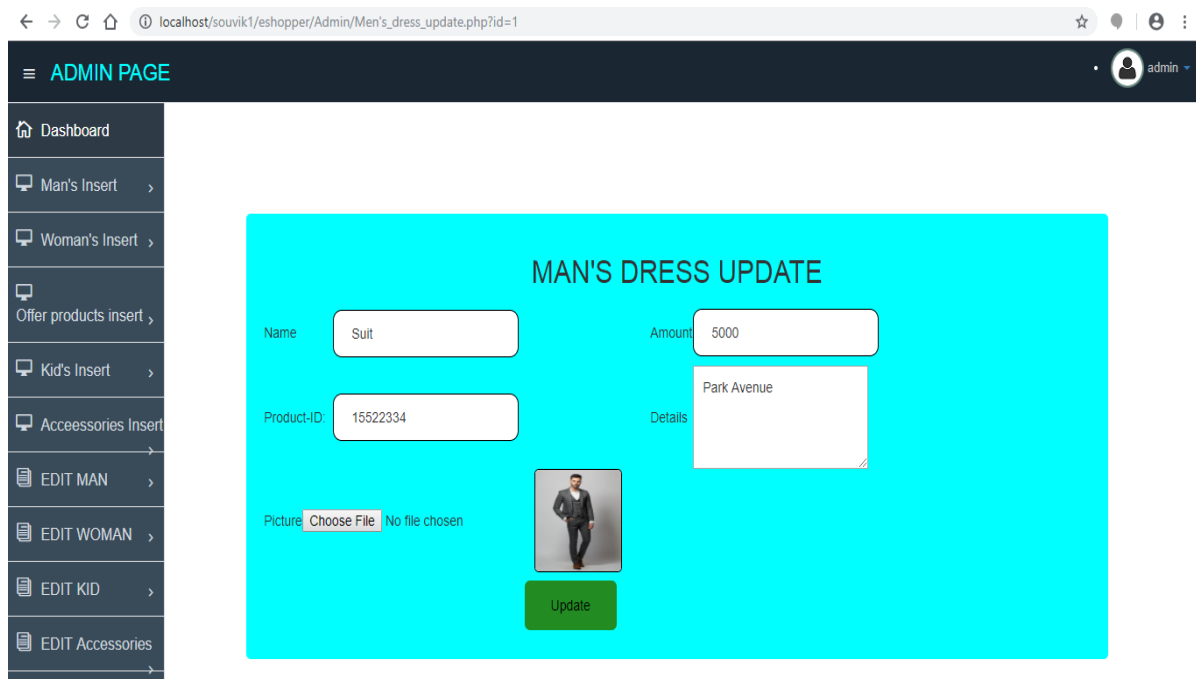 localhost/souvik1/eshopper/Admin/Men's_dress_update.php?id=1
≡ ADMIN PAGE
admin
Dashboard
Man's Insert
Woman's Insert
Offer products insert
Kid's Insert
Acceessories Insert
EDIT MAN
EDIT WOMAN
EDIT KID
EDIT Accessories
MAN'S DRESS UPDATE
Name Suit Amount 5000
Product-ID: 15522334 Details Park Avenue
Picture Choose File No file chosen
Update